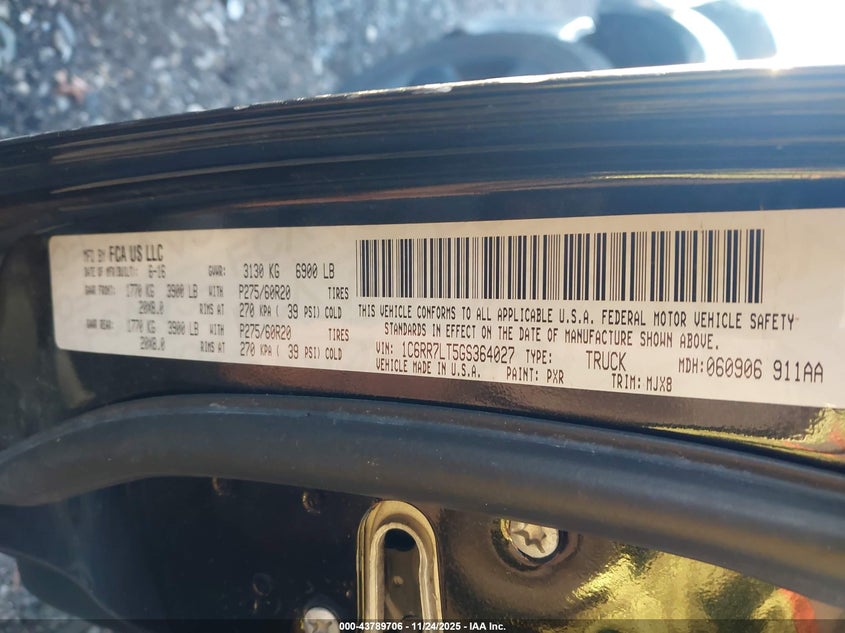 MFD BY FCA US LLC
DATE OF MFR(BUILT): 6-16 GVWR: 3130 KG 6900 LB
GAWR FRONT: 1770 KG 3900 LB WITH P275/60R20 TIRES
20X8.0 RIMS AT 270 KPA ( 39 PSI) COLD
GAWR REAR: 1770 KG 3900 LB WITH P275/60R20 TIRES
20X8.0 RIMS AT 270 KPA ( 39 PSI) COLD
THIS VEHICLE CONFORMS TO ALL APPLICABLE U.S.A. FEDERAL MOTOR VEHICLE SAFETY
STANDARDS IN EFFECT ON THE DATE OF MANUFACTURE SHOWN ABOVE.
VIN: 1C6RR7LT5GS364027 TYPE: TRUCK MDH:060906 911AA
VEHICLE MADE IN U.S.A. PAINT: PXR TRIM: MJX8
000-43789706 - 11/24/2025 - IAA Inc.